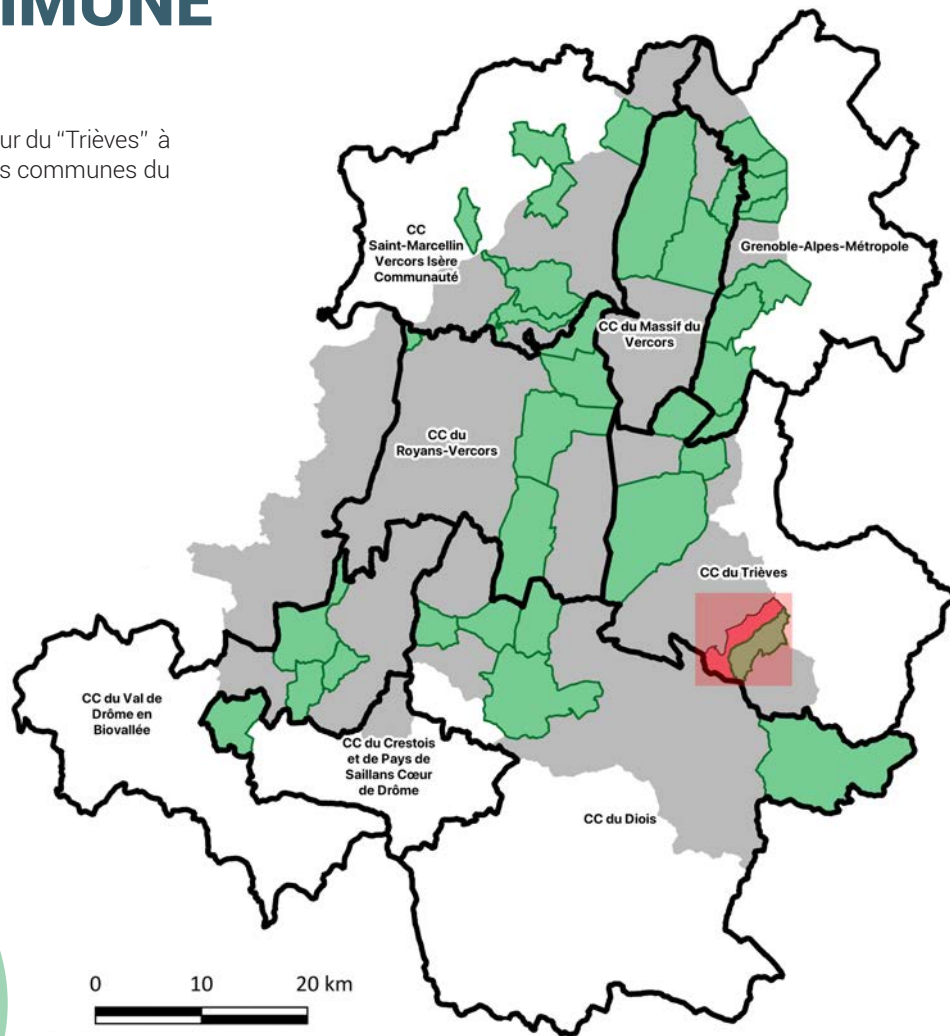 ur du “Trièves” à
s communes du
CC
Saint-Marcellin
Vercors Isère
Communauté
Grenoble-Alpes-Métropole
CC du Massif du
Vercors
CC du
Royans-Vercors
CC du Trièves
CC du Val de
Drôme en
Biovallée
CC du Crestois
et de Pays de
Saillans Cœur
de Drôme
CC du Diois
0 10 20 km